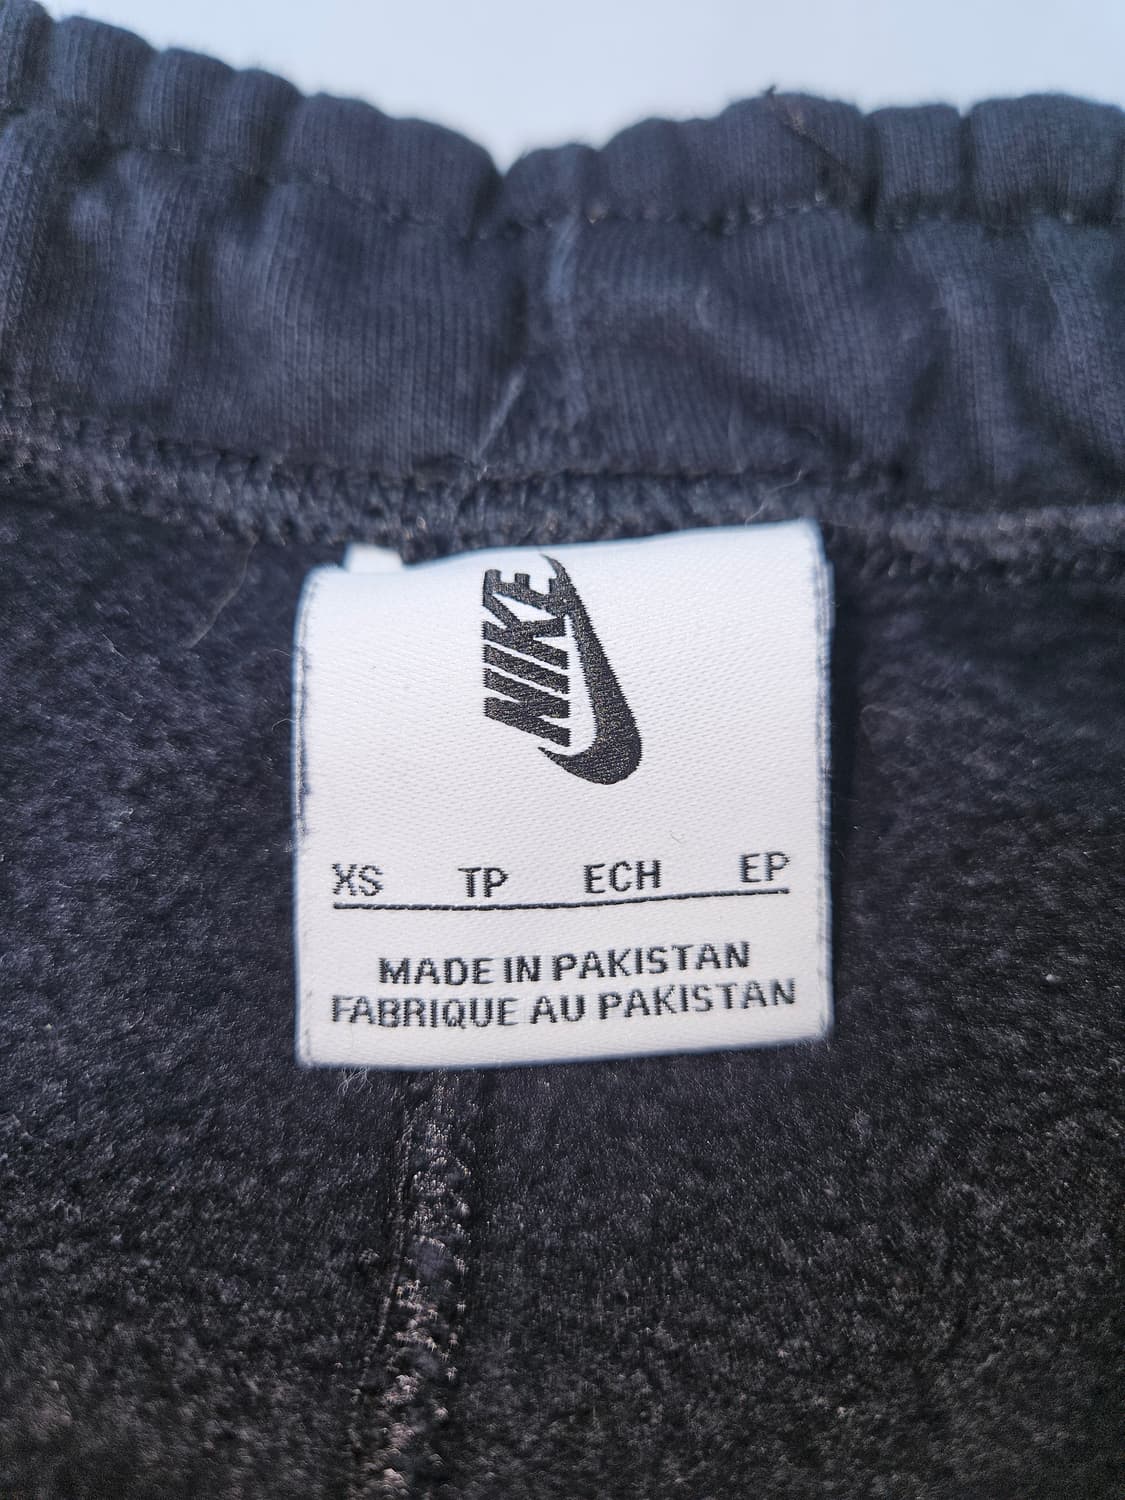 NIKE
XS TP ECH EP
MADE IN PAKISTAN
FABRIQUE AU PAKISTAN